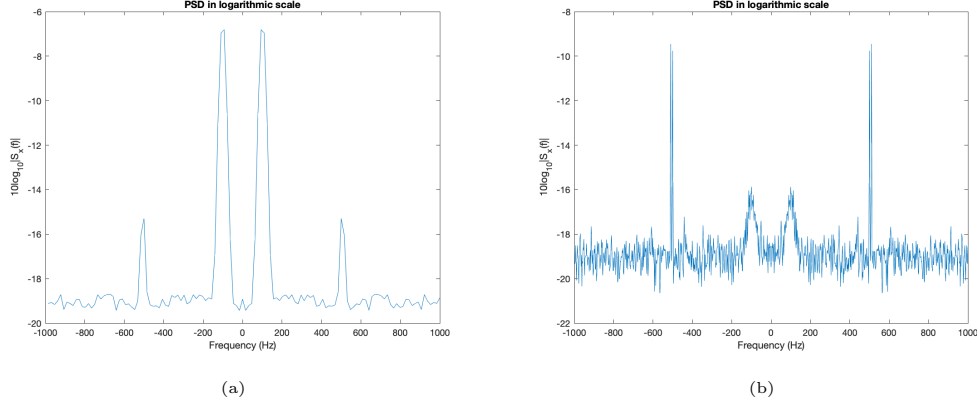 PSD in logarithmic scale
-6
-8
-10
-12
-14
-16
-18
-20
-1000 -800 -600 -400 -200 0 200 400 600 800 1000
Frequency (Hz)
10log10|Sx(f)|
(a)
PSD in logarithmic scale
-8
-10
-12
-14
-16
-18
-20
-22
-1000 -800 -600 -400 -200 0 200 400 600 800 1000
Frequency (Hz)
10log10|Sx(f)|
(b)